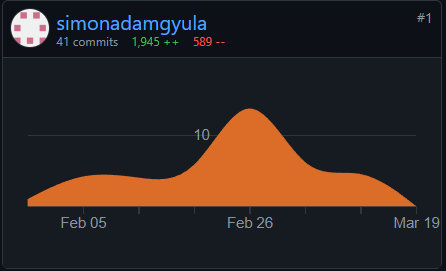 simonadamgyula
#1
41 commits 1,945 ++ 589 --
10
Feb 05 Feb 26 Mar 19